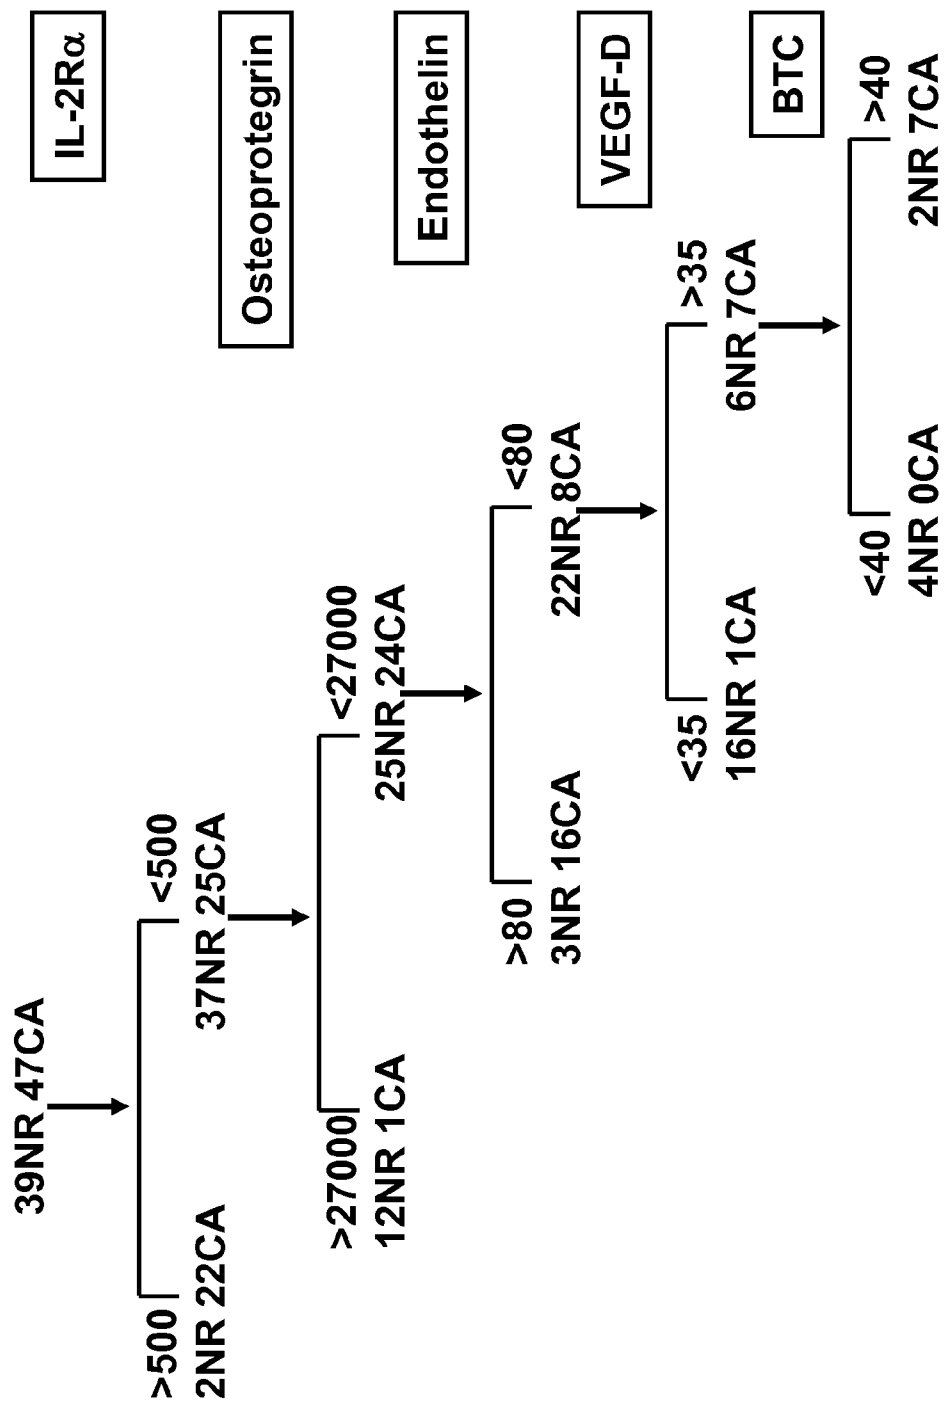 39NR 47CA
IL-2Rα
>500
<500
2NR 22CA
37NR 25CA
Osteoprotegrin
>27000
<27000
12NR 1CA
25NR 24CA
Endothelin
>80
<80
3NR 16CA
22NR 8CA
VEGF-D
<35
>35
16NR 1CA
6NR 7CA
BTC
<40
>40
4NR 0CA
2NR 7CA